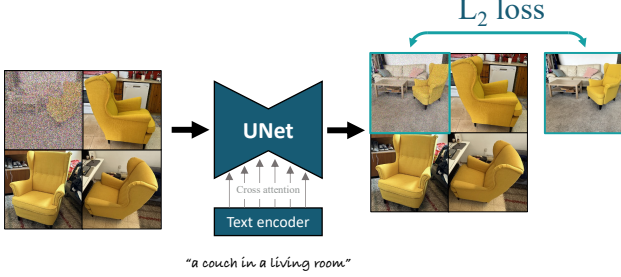 L₂ loss
UNet
Cross attention
Text encoder
"a couch in a living room"